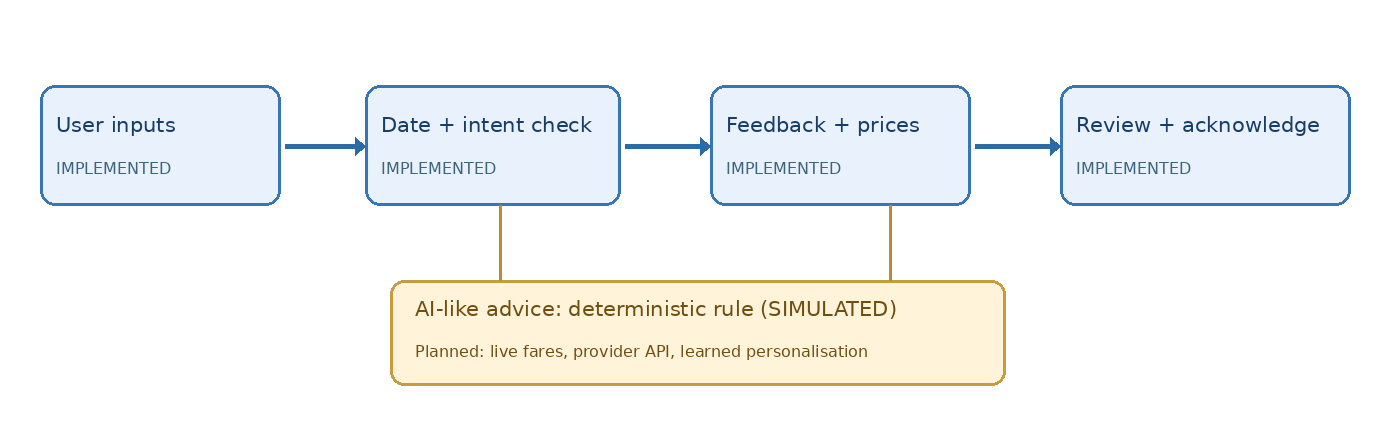 User inputs
IMPLEMENTED
Date + intent check
IMPLEMENTED
Feedback + prices
IMPLEMENTED
Review + acknowledge
IMPLEMENTED
AI-like advice: deterministic rule (SIMULATED)
Planned: live fares, provider API, learned personalisation